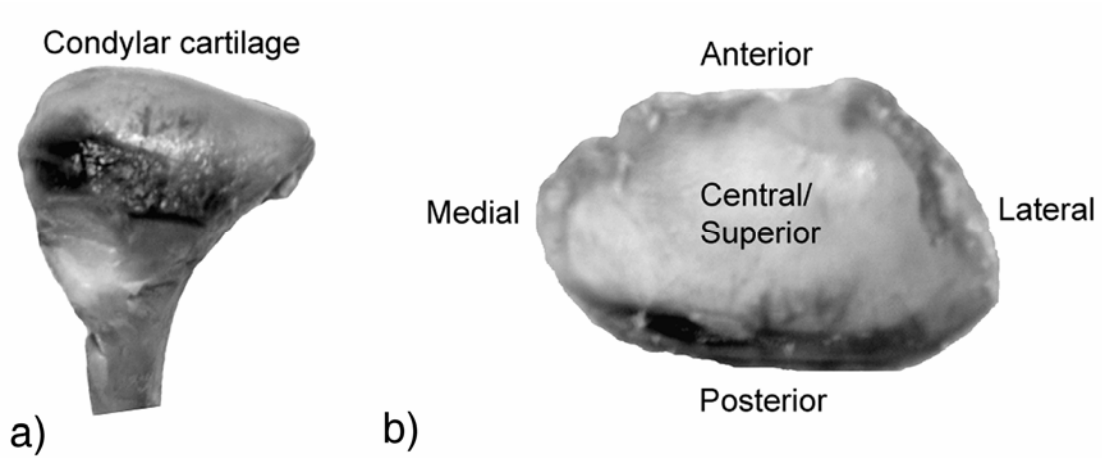 Condylar cartilage
a)
Anterior
Medial
Central/
Superior
Lateral
Posterior
b)